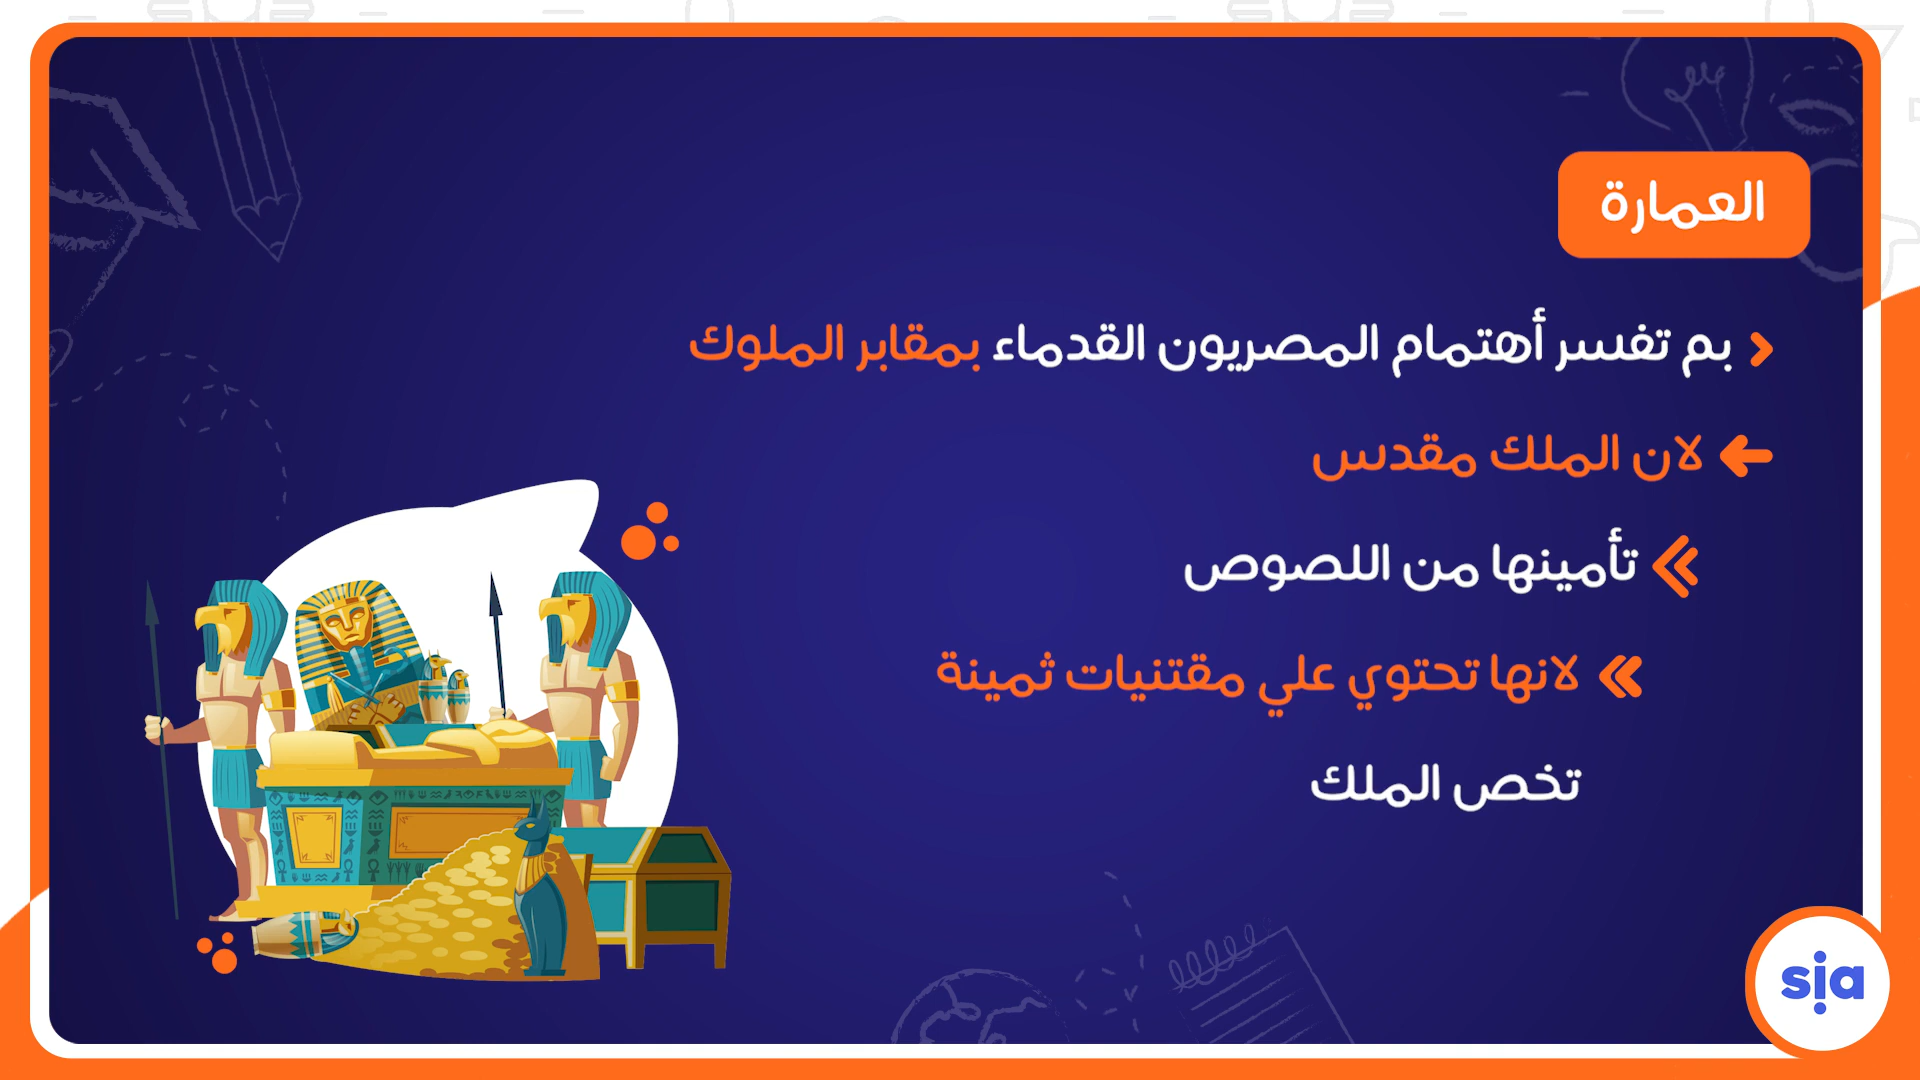 العمارة
بم تفسر أهتمام المصريون القدماء بمقابر الملوك
لان الملك مقدس
تأمينها من اللصوص
لانها تحتوي علي مقتنيات ثمينة
تخص الملك
sia